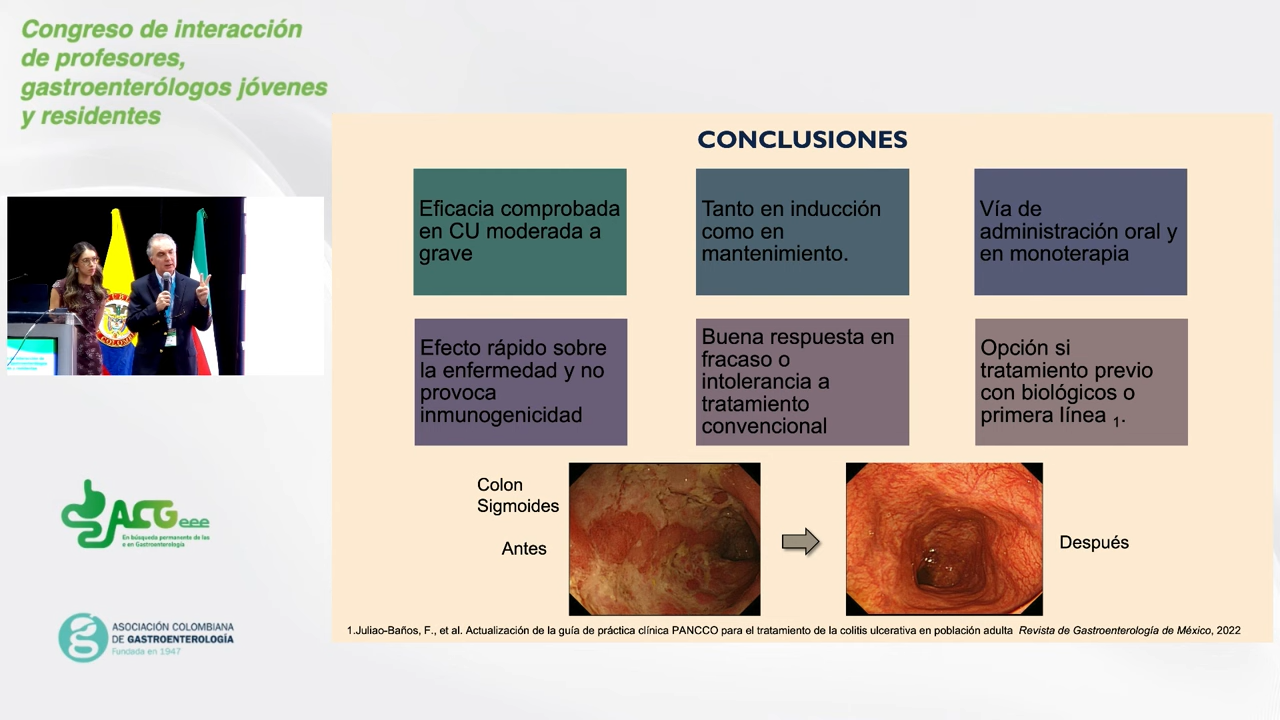 Congreso de interacción
de profesores,
gastroenterólogos jóvenes
y residentes
CONCLUSIONES
Eficacia comprobada
en CU moderada a
grave
Tanto en inducción
como en
mantenimiento.
Vía de
administración oral y
en monoterapia
Efecto rápido sobre
la enfermedad y no
provoca
inmunogenicidad
Buena respuesta en
fracaso o
intolerancia a
tratamiento
convencional
Opción si
tratamiento previo
con biológicos o
primera línea 1.
Colon
Sigmoides
Antes
Después
1.Juliao-Baños, F., et al. Actualización de la guía de práctica clínica PANCCO para el tratamiento de la colitis ulcerativa en población adulta Revista de Gastroenterología de México, 2022
ACGeee
En búsqueda permanente de las
e en Gastroenterología
ASOCIACIÓN COLOMBIANA
DE GASTROENTEROLOGÍA
Fundada en 1947